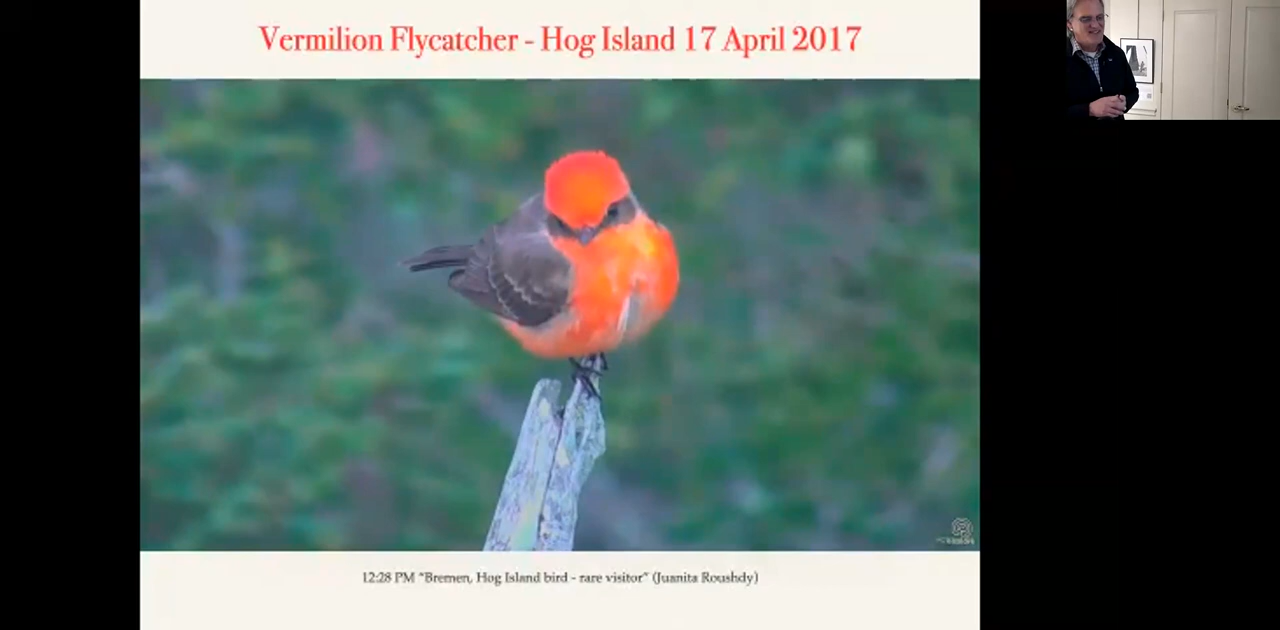 Vermilion Flycatcher - Hog Island 17 April 2017
12:28 PM "Bremen, Hog Island bird - rare visitor" (Juanita Roushdy)